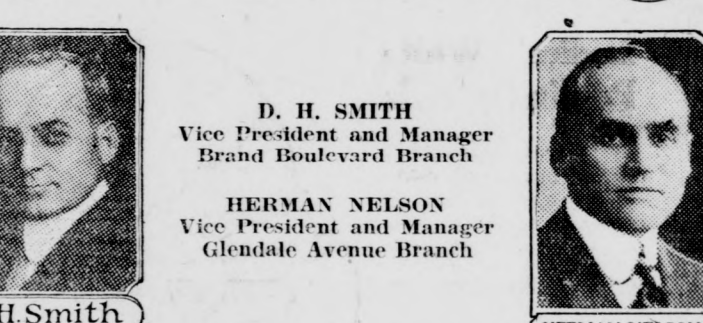 D. H. SMITH
Vice President and Manager
Brand Boulevard Branch
HERMAN NELSON
Vice President and Manager
Glendale Avenue Branch
H. Smith